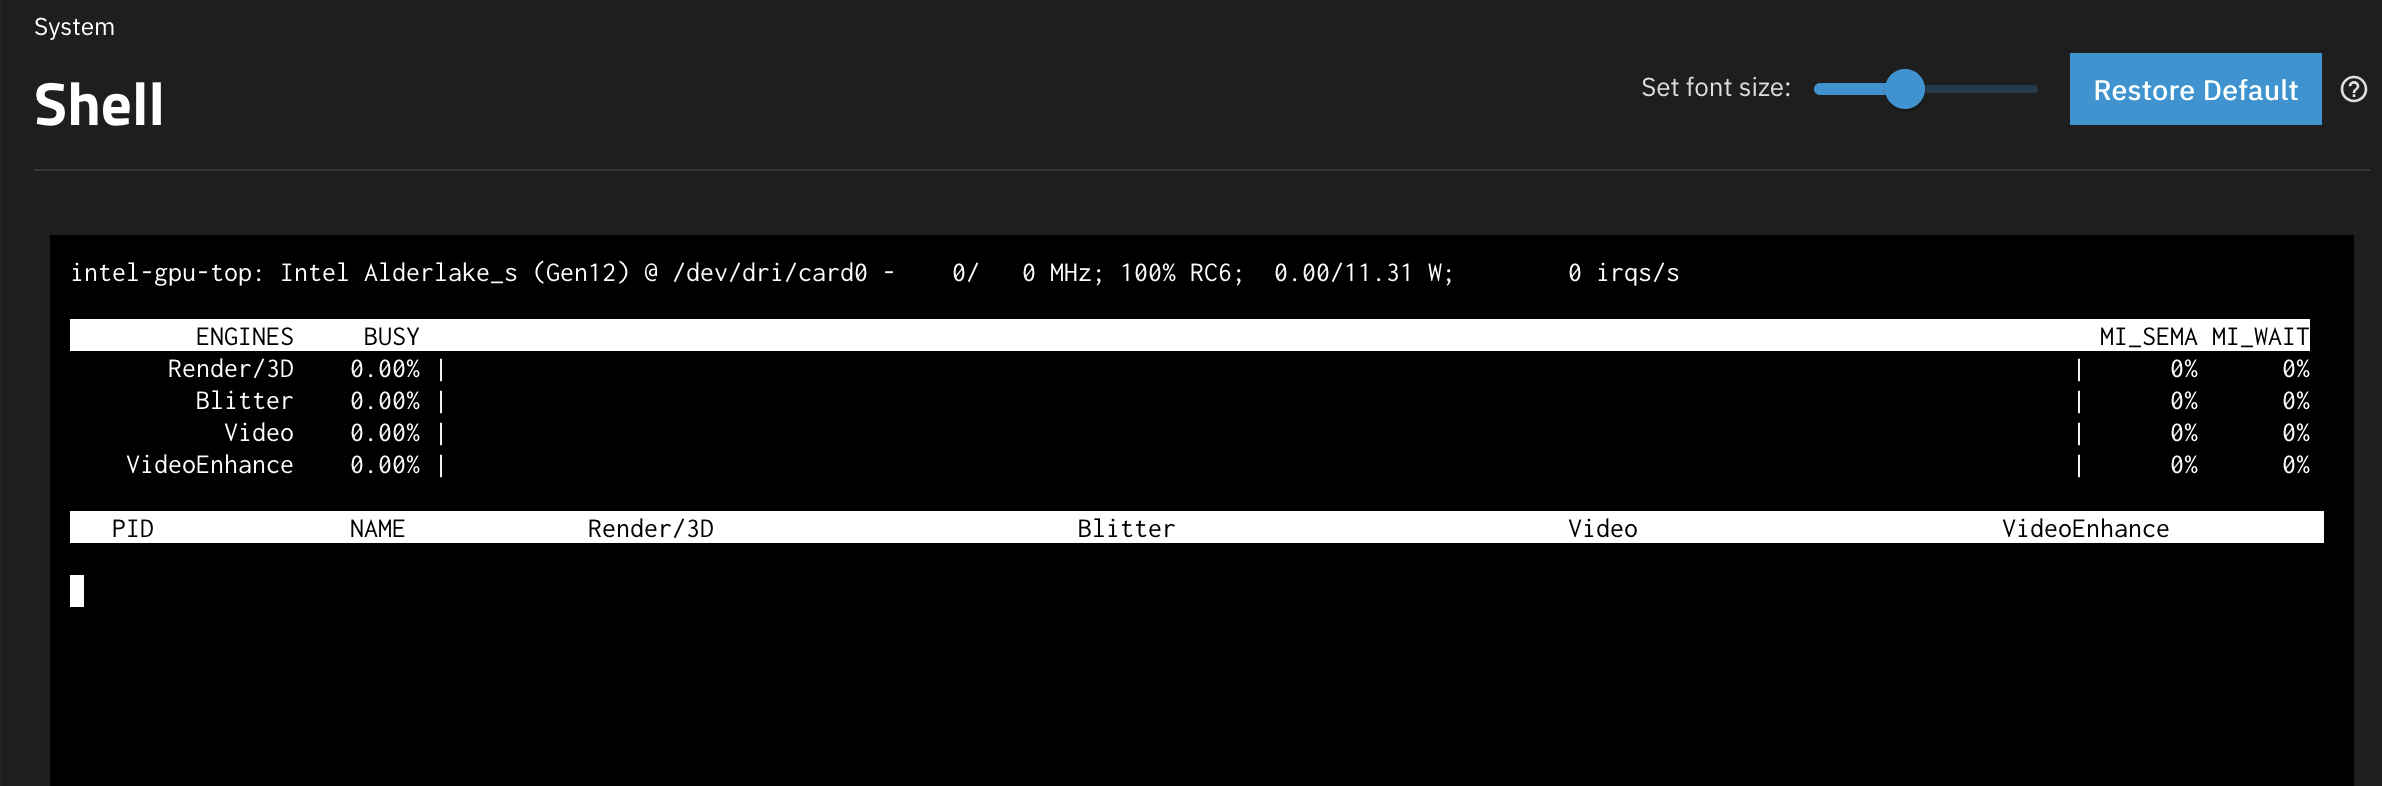 System
Shell
Set font size:
Restore Default
intel-gpu-top: Intel Alderlake_s (Gen12) @ /dev/dri/card0 -    0/   0 MHz; 100% RC6;  0.00/11.31 W;        0 irqs/s
ENGINES     BUSY     MI_SEMA MI_WAIT
Render/3D    0.00% |     |      0%      0%
Blitter    0.00% |     |      0%      0%
Video    0.00% |     |      0%      0%
VideoEnhance    0.00% |     |      0%      0%
PID              NAME             Render/3D     Blitter     Video     VideoEnhance